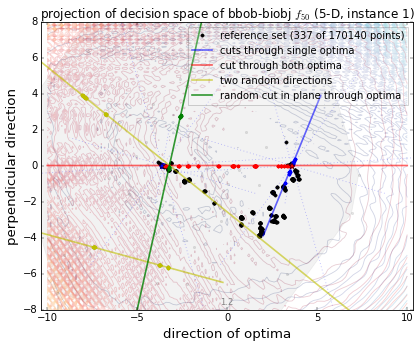 projection of decision space of bbob-biobj f50 (5-D, instance 1)
reference set (337 of 170140 points)
cuts through single optima
cut through both optima
two random directions
random cut in plane through optima
perpendicular direction
8
6
4
2
0
−2
−4
−6
−8
1.2
−10
−5
0
5
10
direction of optima